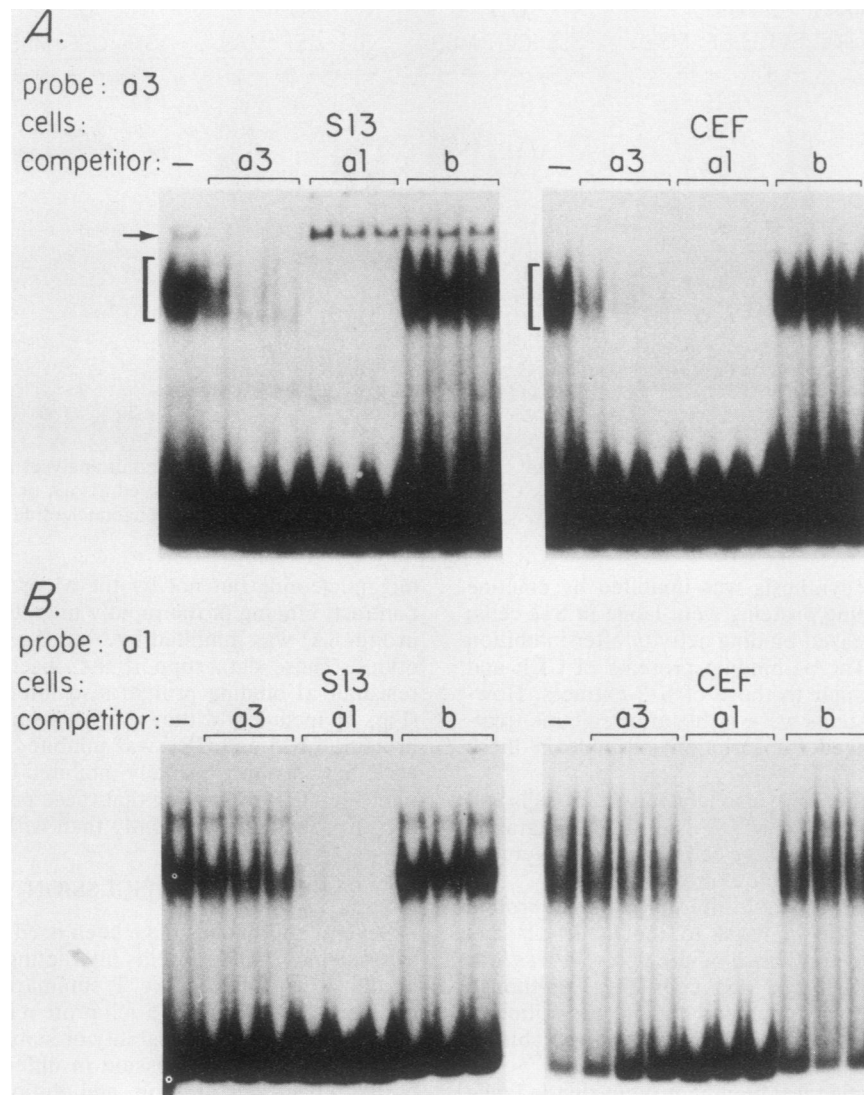 A.
probe: a3
cells: S13 CEF
competitor: – a3 a1 b – a3 a1 b
B.
probe: a1
cells: S13 CEF
competitor: – a3 a1 b – a3 a1 b